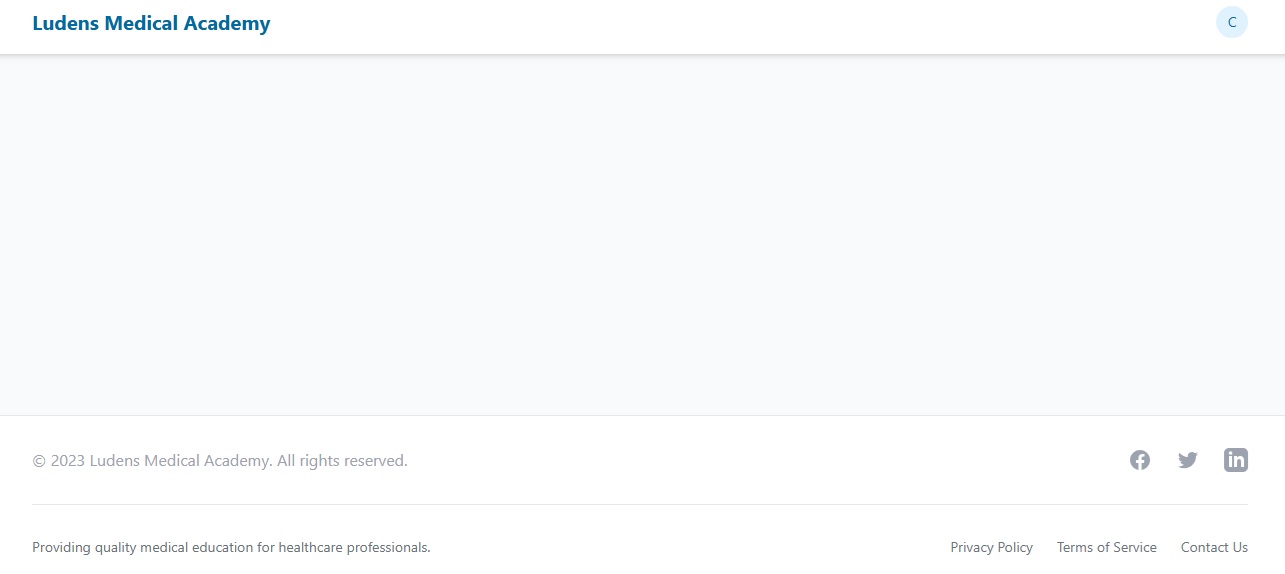 Ludens Medical Academy
C
© 2023 Ludens Medical Academy. All rights reserved.
Providing quality medical education for healthcare professionals.
Privacy Policy Terms of Service Contact Us